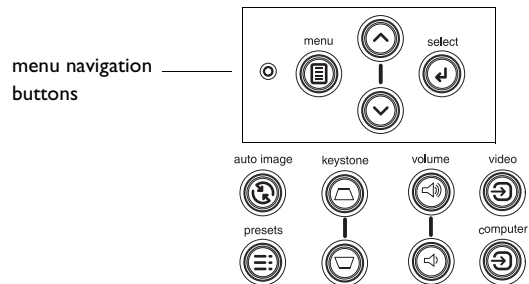 menu navigation
buttons
menu
select
auto image
keystone
volume
video
presets
computer